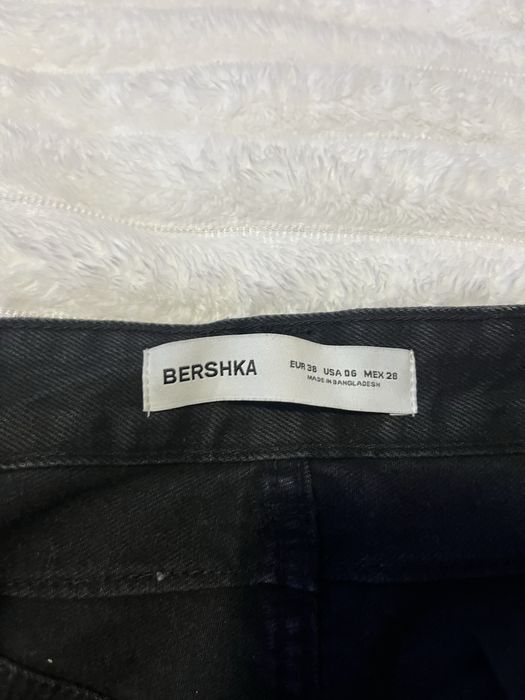 BERSHKA
EUR 38 USA 06 MEX 28
MADE IN BANGLADESH